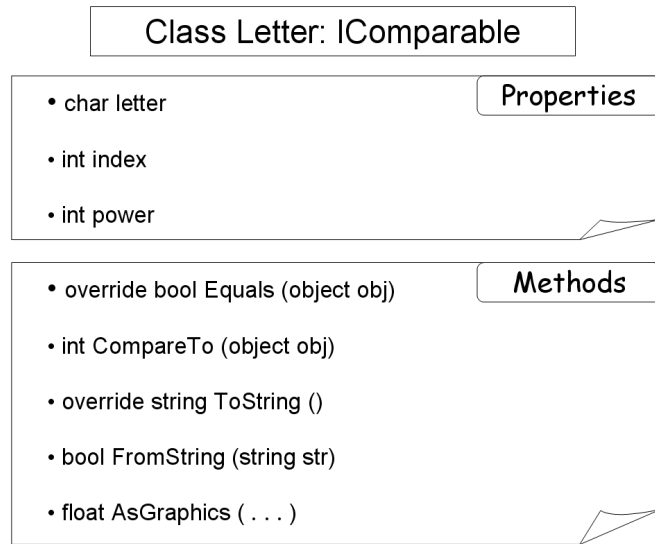 Class Letter: IComparable
Properties
• char letter
• int index
• int power
Methods
• override bool Equals (object obj)
• int CompareTo (object obj)
• override string ToString ()
• bool FromString (string str)
• float AsGraphics ( . . . )